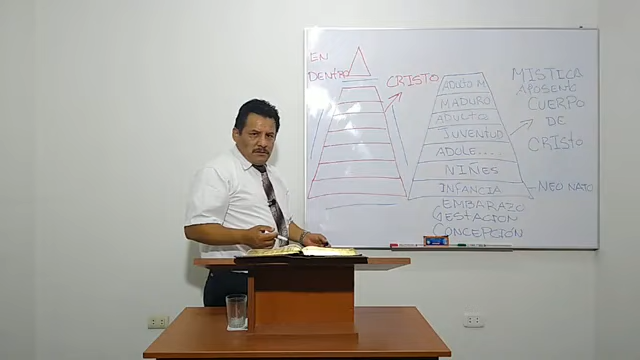 EN
DENTRO
CRISTO
ADULTO M
MADURO
ADULTO
JUVENTUD
ADOLE...
NIÑES
INFANCIA
EMBARAZO
GESTACION
CONCEPCIÓN
MISTICA
APOSENTO
CUERPO
DE
CRISTO
NEO NATO